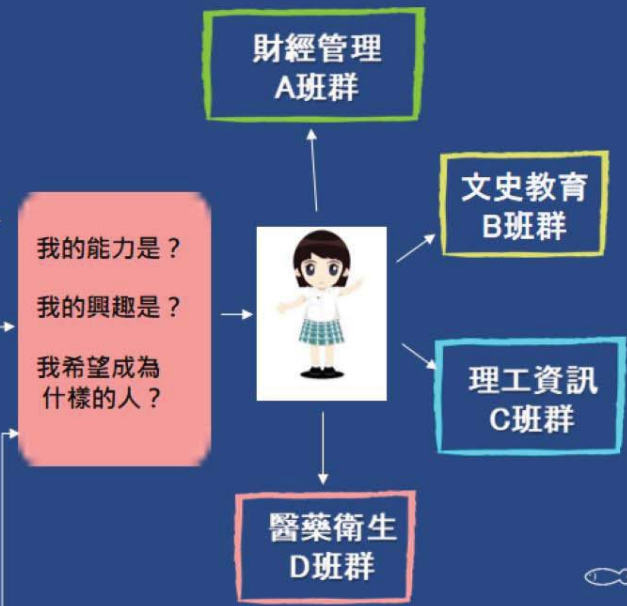 財經管理
A班群
文史教育
B班群
我的能力是？
我的興趣是？
我希望成為
什樣的人？
理工資訊
C班群
醫藥衛生
D班群